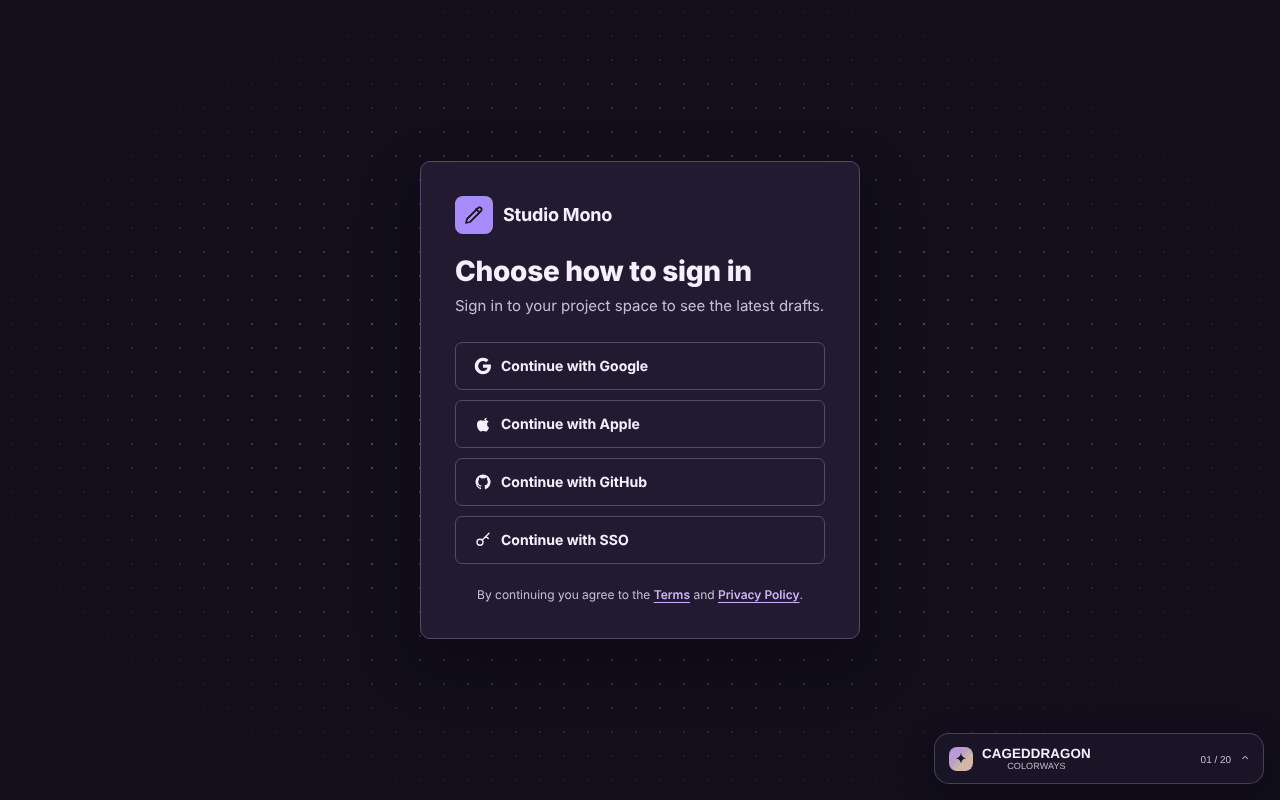 Studio Mono
Choose how to sign in
Sign in to your project space to see the latest drafts.
Continue with Google
Continue with Apple
Continue with GitHub
Continue with SSO
By continuing you agree to the Terms and Privacy Policy.
CAGEDDRAGON
COLORWAYS
01 / 20